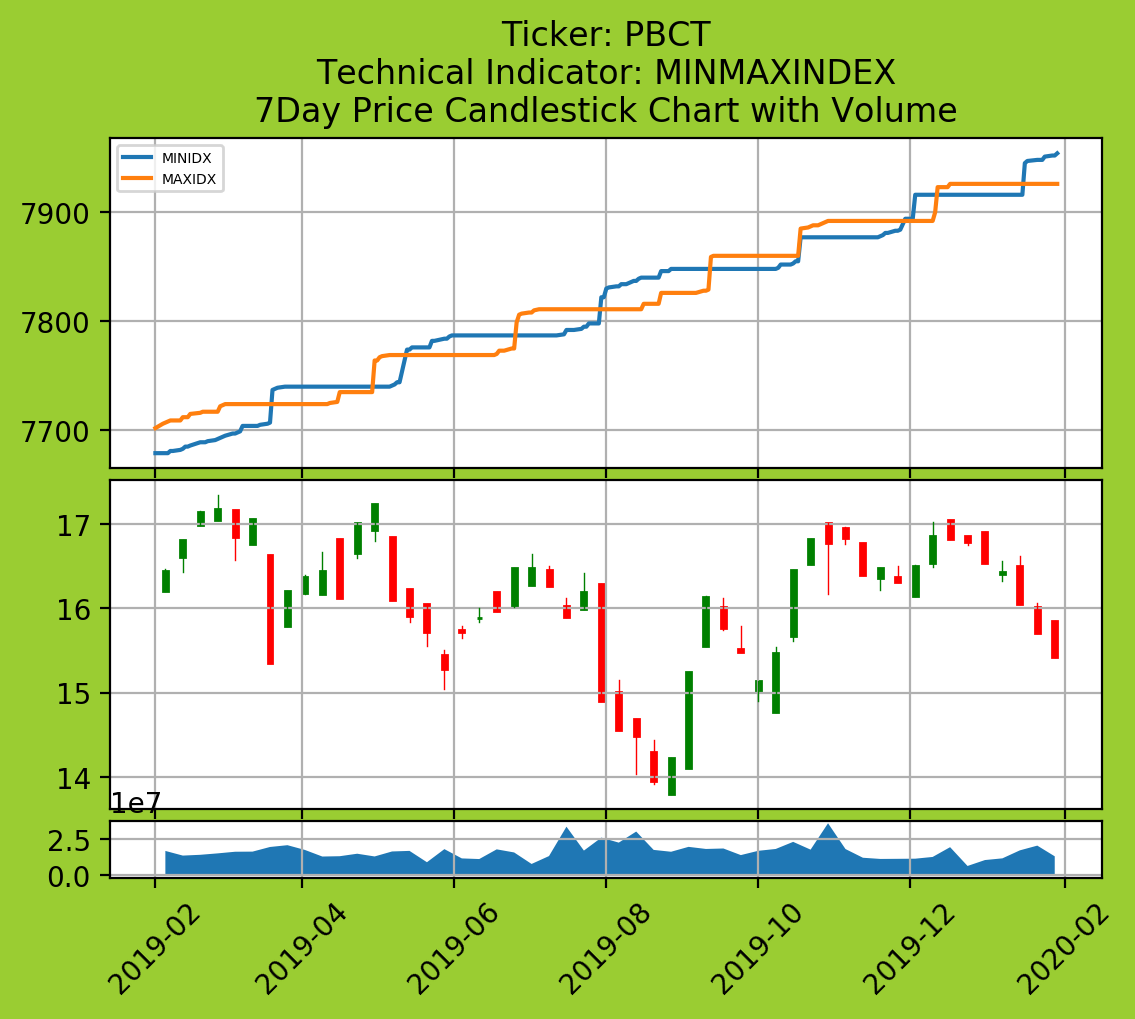 Ticker: PBCT
Technical Indicator: MINMAXINDEX
7Day Price Candlestick Chart with Volume
MINIDX
MAXIDX
7900
7800
7700
17
16
15
14
1e7
2.5
0.0
2019-02
2019-04
2019-06
2019-08
2019-10
2019-12
2020-02